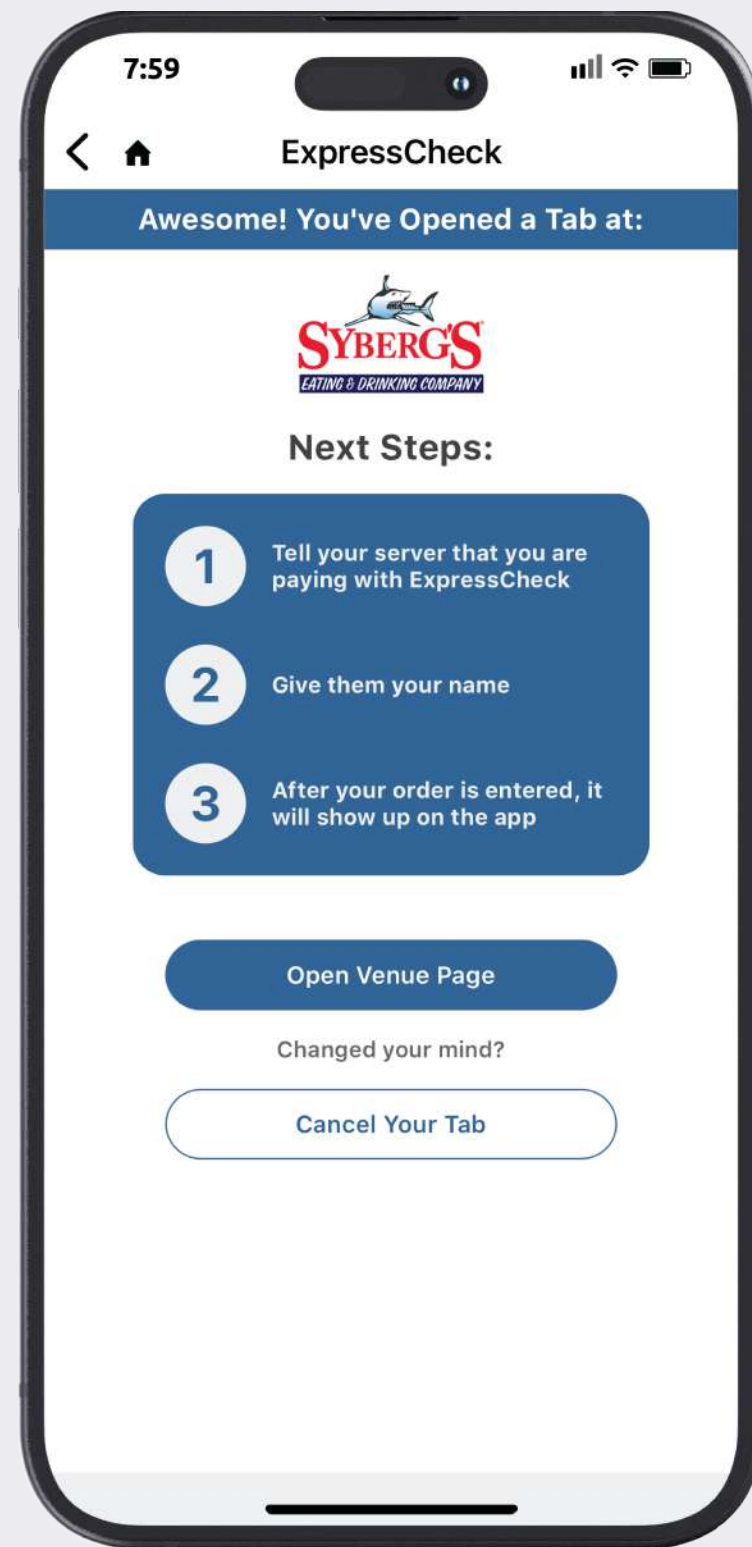 7:59
ExpressCheck
Awesome! You've Opened a Tab at:
SYBERG'S
EATING & DRINKING COMPANY
Next Steps:
1
Tell your server that you are
paying with ExpressCheck
2
Give them your name
3
After your order is entered, it
will show up on the app
Open Venue Page
Changed your mind?
Cancel Your Tab